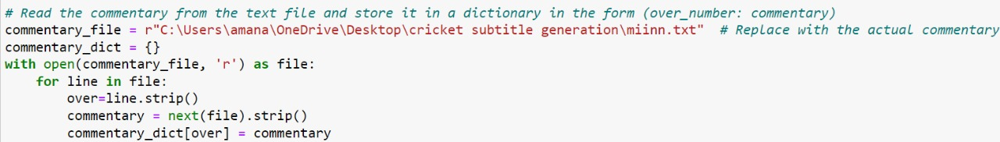 # Read the commentary from the text file and store it in a dictionary in the form (over_number: commentary)
commentary_file = r"C:\Users\amana\OneDrive\Desktop\cricket subtitle generation\miinn.txt"  # Replace with the actual commentary
commentary_dict = {}
with open(commentary_file, 'r') as file:
    for line in file:
        over=line.strip()
        commentary = next(file).strip()
        commentary_dict[over] = commentary